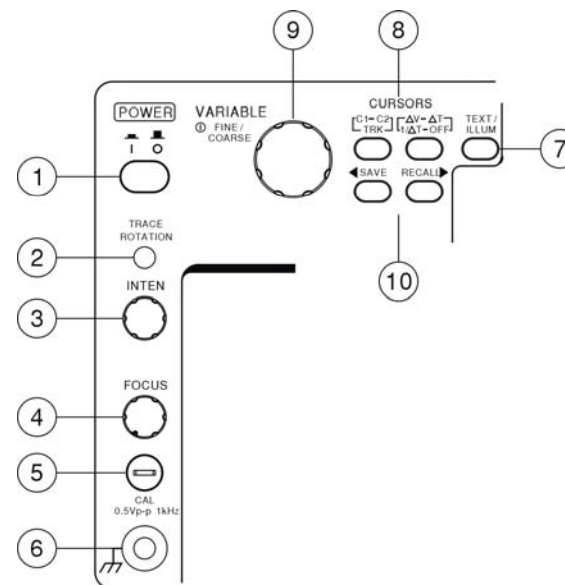 9
8
POWER
VARIABLE
FINE/
COARSE
CURSORS
C1-C2
TRK
ΔV-ΔT
1/ΔT-OFF
TEXT/
ILLUM
I O
1
7
SAVE
RECALL
TRACE
ROTATION
2
10
INTEN
3
FOCUS
4
5
CAL
0.5Vp-p 1kHz
6